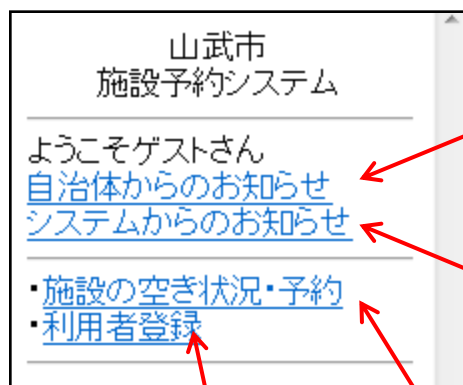 山武市
施設予約システム
ようこそゲストさん
自治体からのお知らせ
システムからのお知らせ
・施設の空き状況・予約
・利用者登録